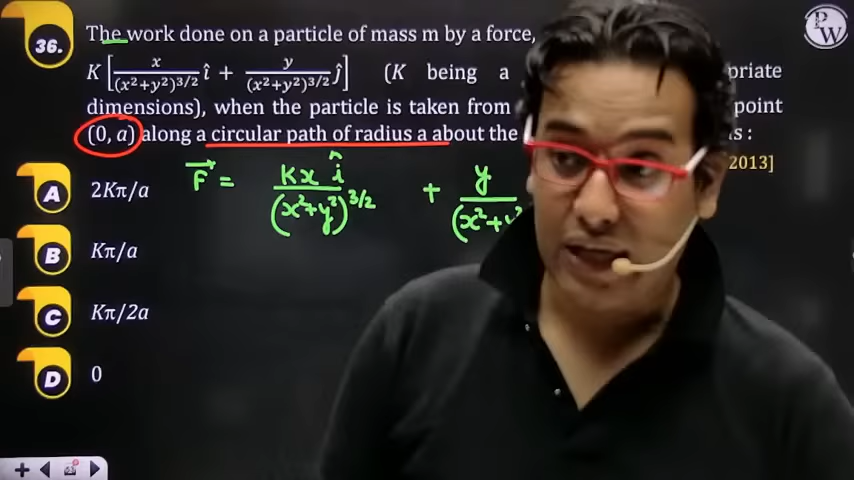 36.
The work done on a particle of mass m by a force,
K [ x/(x²+y²)^3/2 î + y/(x²+y²)^3/2 ĵ ] (K being a priate
dimensions), when the particle is taken from point
(0, a) along a circular path of radius a about the s :
2013]
F⃗ = Kx î/(x²+y²)^3/2 + y/(x²+y²
A 2Kπ/a
B Kπ/a
C Kπ/2a
D 0
PW